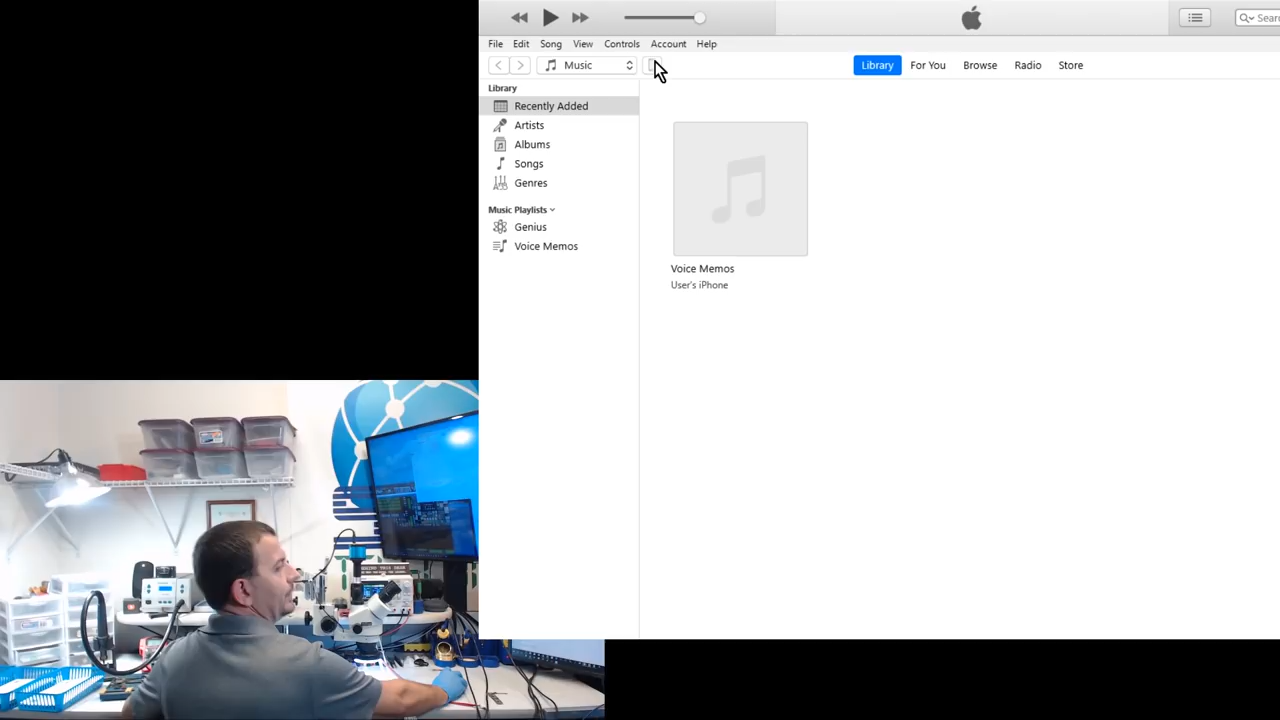 Sear
File Edit Song View Controls Account Help
Music
Library For You Browse Radio Store
Library
Recently Added
Artists
Albums
Songs
Genres
Music Playlists
Genius
Voice Memos
Voice Memos
User's iPhone